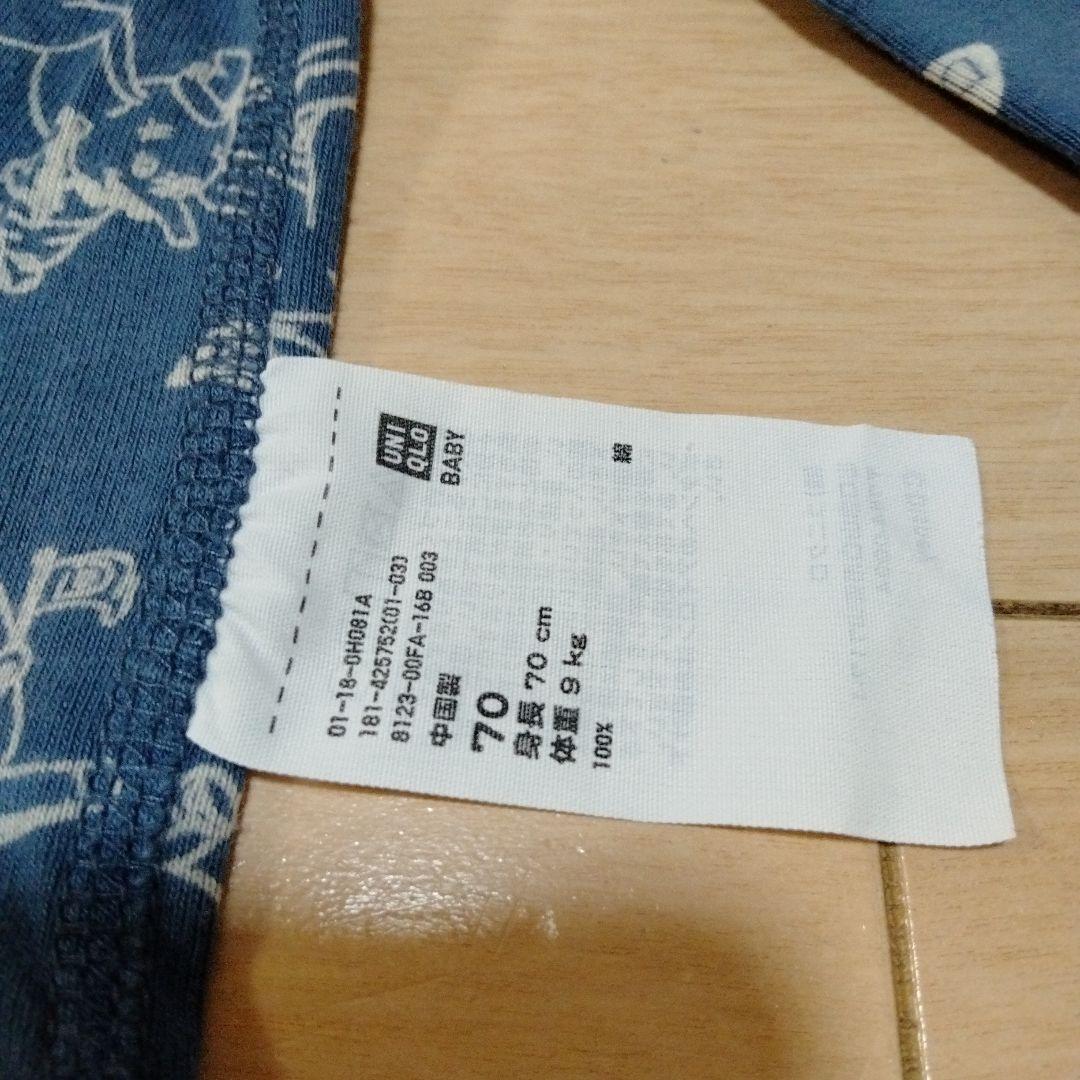 UNI
QLO
BABY
01-18-0H081A
181-425752(01-03)
8123-00FA-168 003
中国製
70
身長 70 cm
体重 9 kg
綿 100%